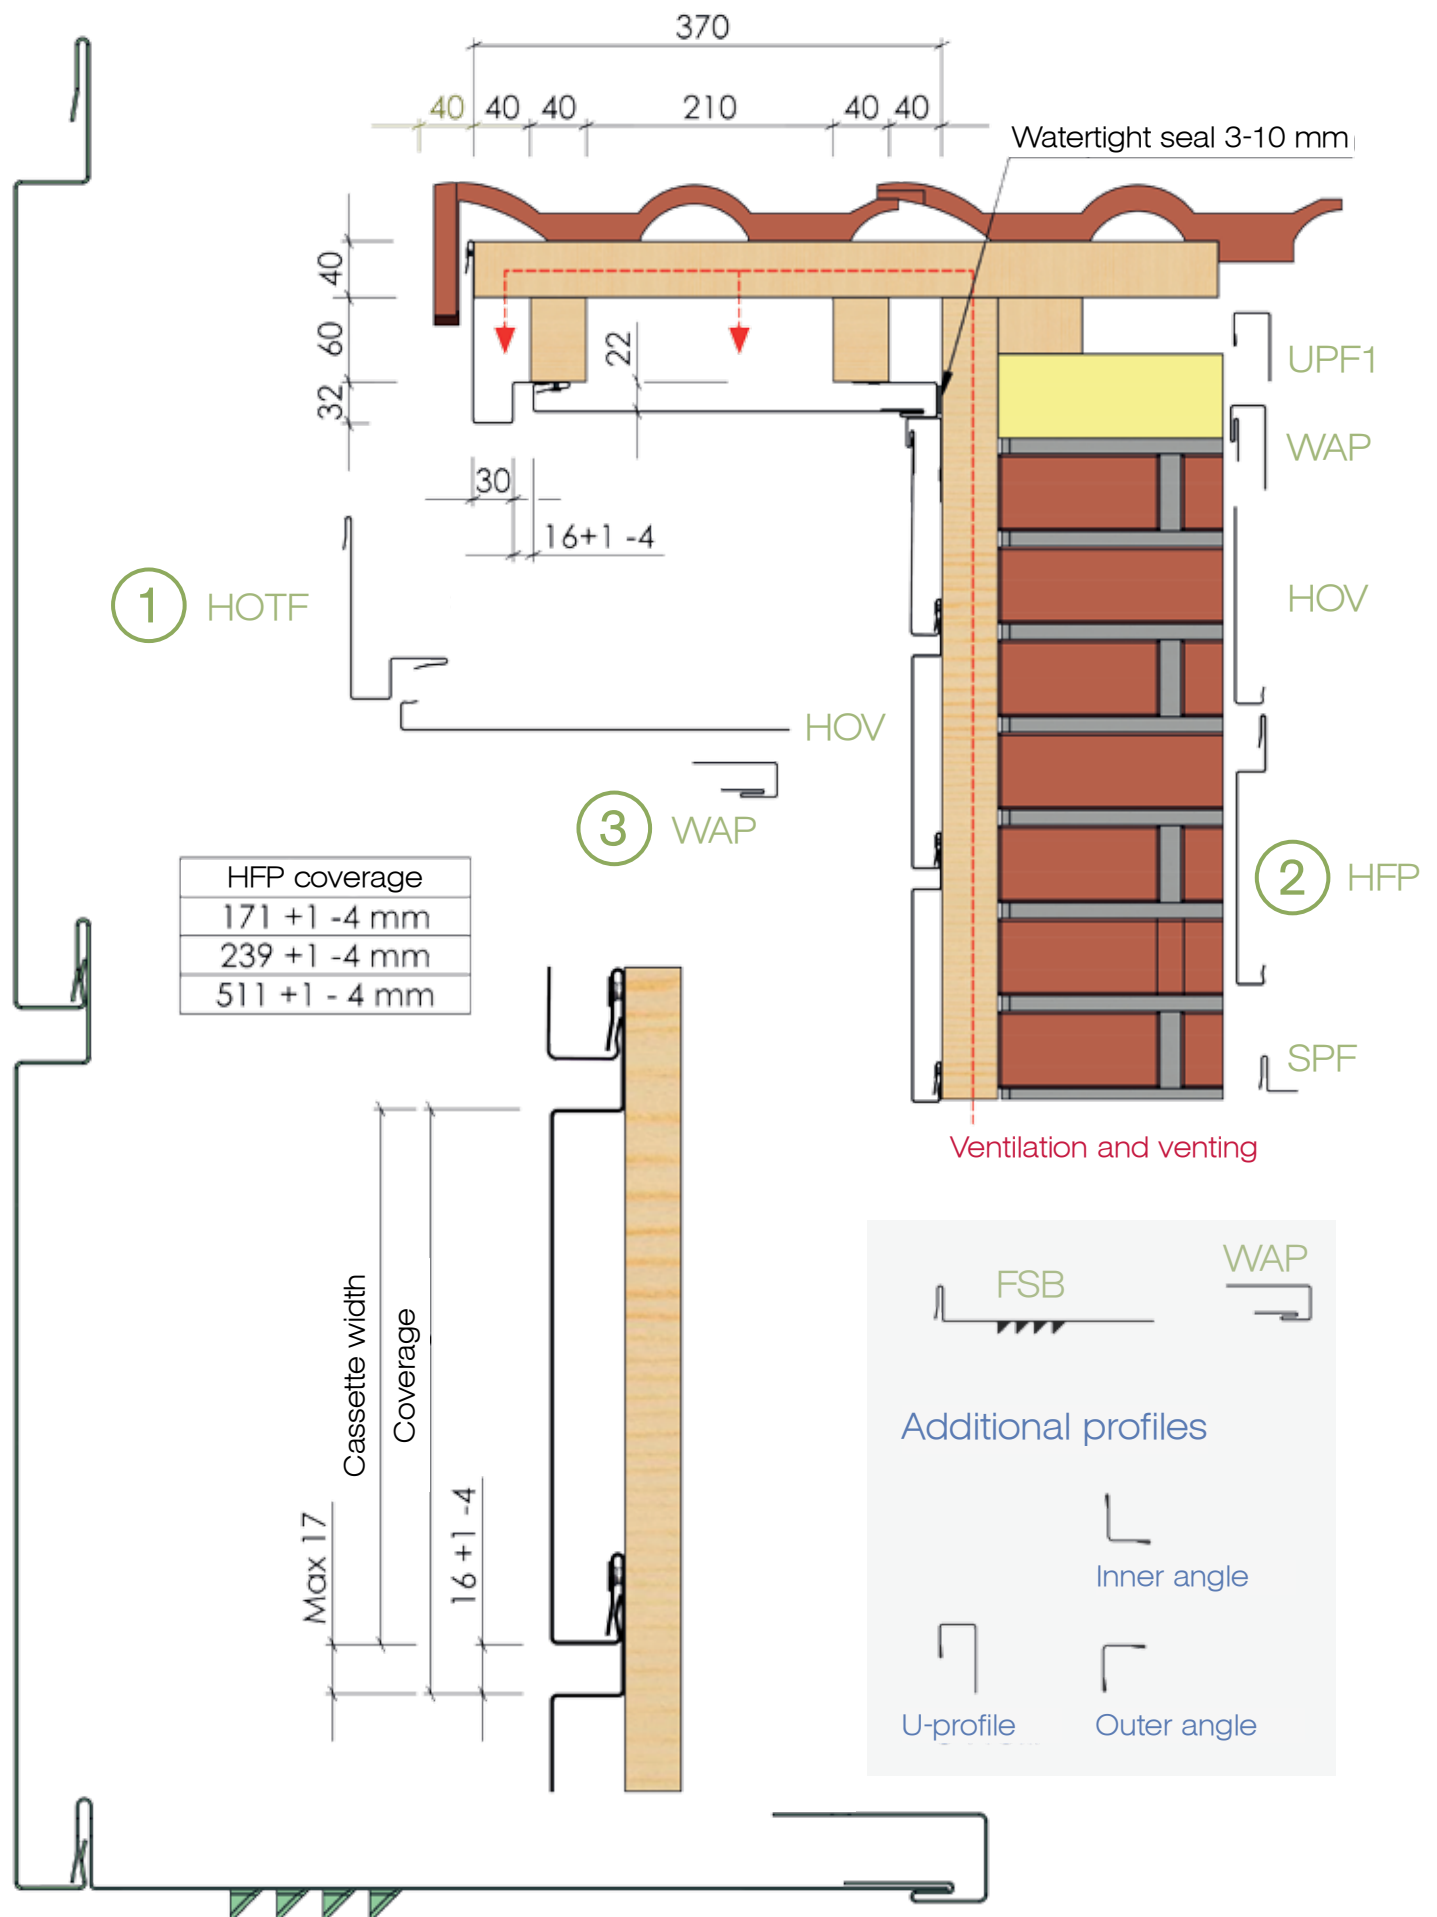 370
40 40 40 210 40 40
Watertight seal 3-10 mm
40
60
32
22
30
16+1 -4
UPF1
WAP
HOV
1 HOTF
HOV
3 WAP
2 HFP
HFP coverage
171 +1 -4 mm
239 +1 -4 mm
511 +1 - 4 mm
SPF
Ventilation and venting
Cassette width
Coverage
Max 17
16 +1 -4
FSB
WAP
Additional profiles
Inner angle
U-profile
Outer angle